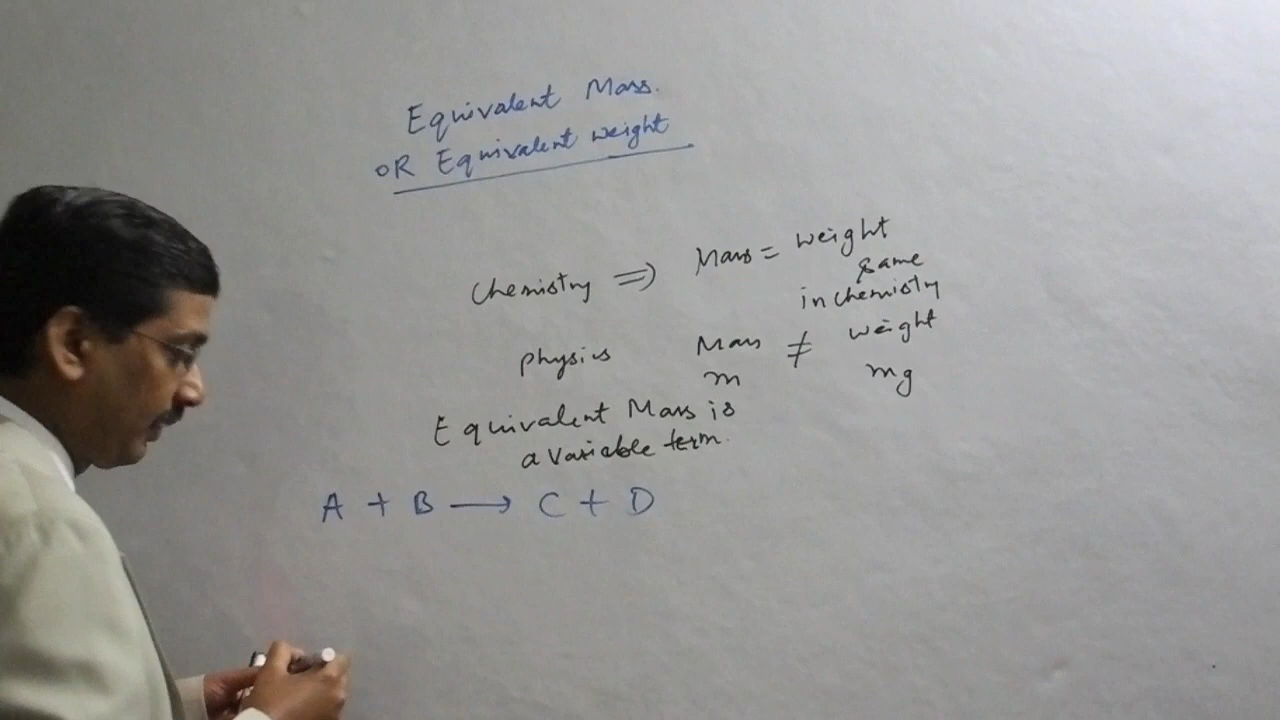 Equivalent Mass.
OR Equivalent weight
Chemistry ⇒ Mass = weight
same
in chemistry
physics Mass ≠ weight
m mg
Equivalent Mass is
a variable term.
A + B → C + D